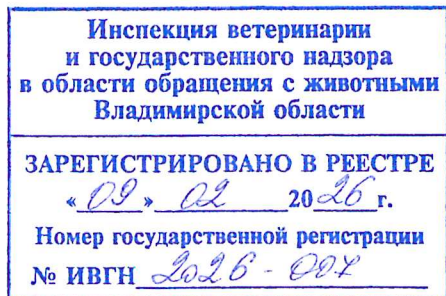 Инспекция ветеринарии
и государственного надзора
в области обращения с животными
Владимирской области
ЗАРЕГИСТРИРОВАНО В РЕЕСТРЕ
« 09 » 02 2026 г.
Номер государственной регистрации
№ ИВГН 2026 - 007